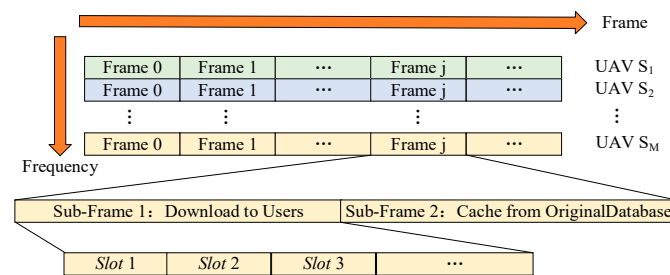 Frame
Frame 0 Frame 1 ··· Frame j ··· UAV S1
Frame 0 Frame 1 ··· Frame j ··· UAV S2
⋮ ⋮ ⋮ ⋮ ⋮
Frame 0 Frame 1 ··· Frame j ··· UAV SM
Frequency
Sub-Frame 1：Download to Users Sub-Frame 2：Cache from OriginalDatabase
Slot 1 Slot 2 Slot 3 ···